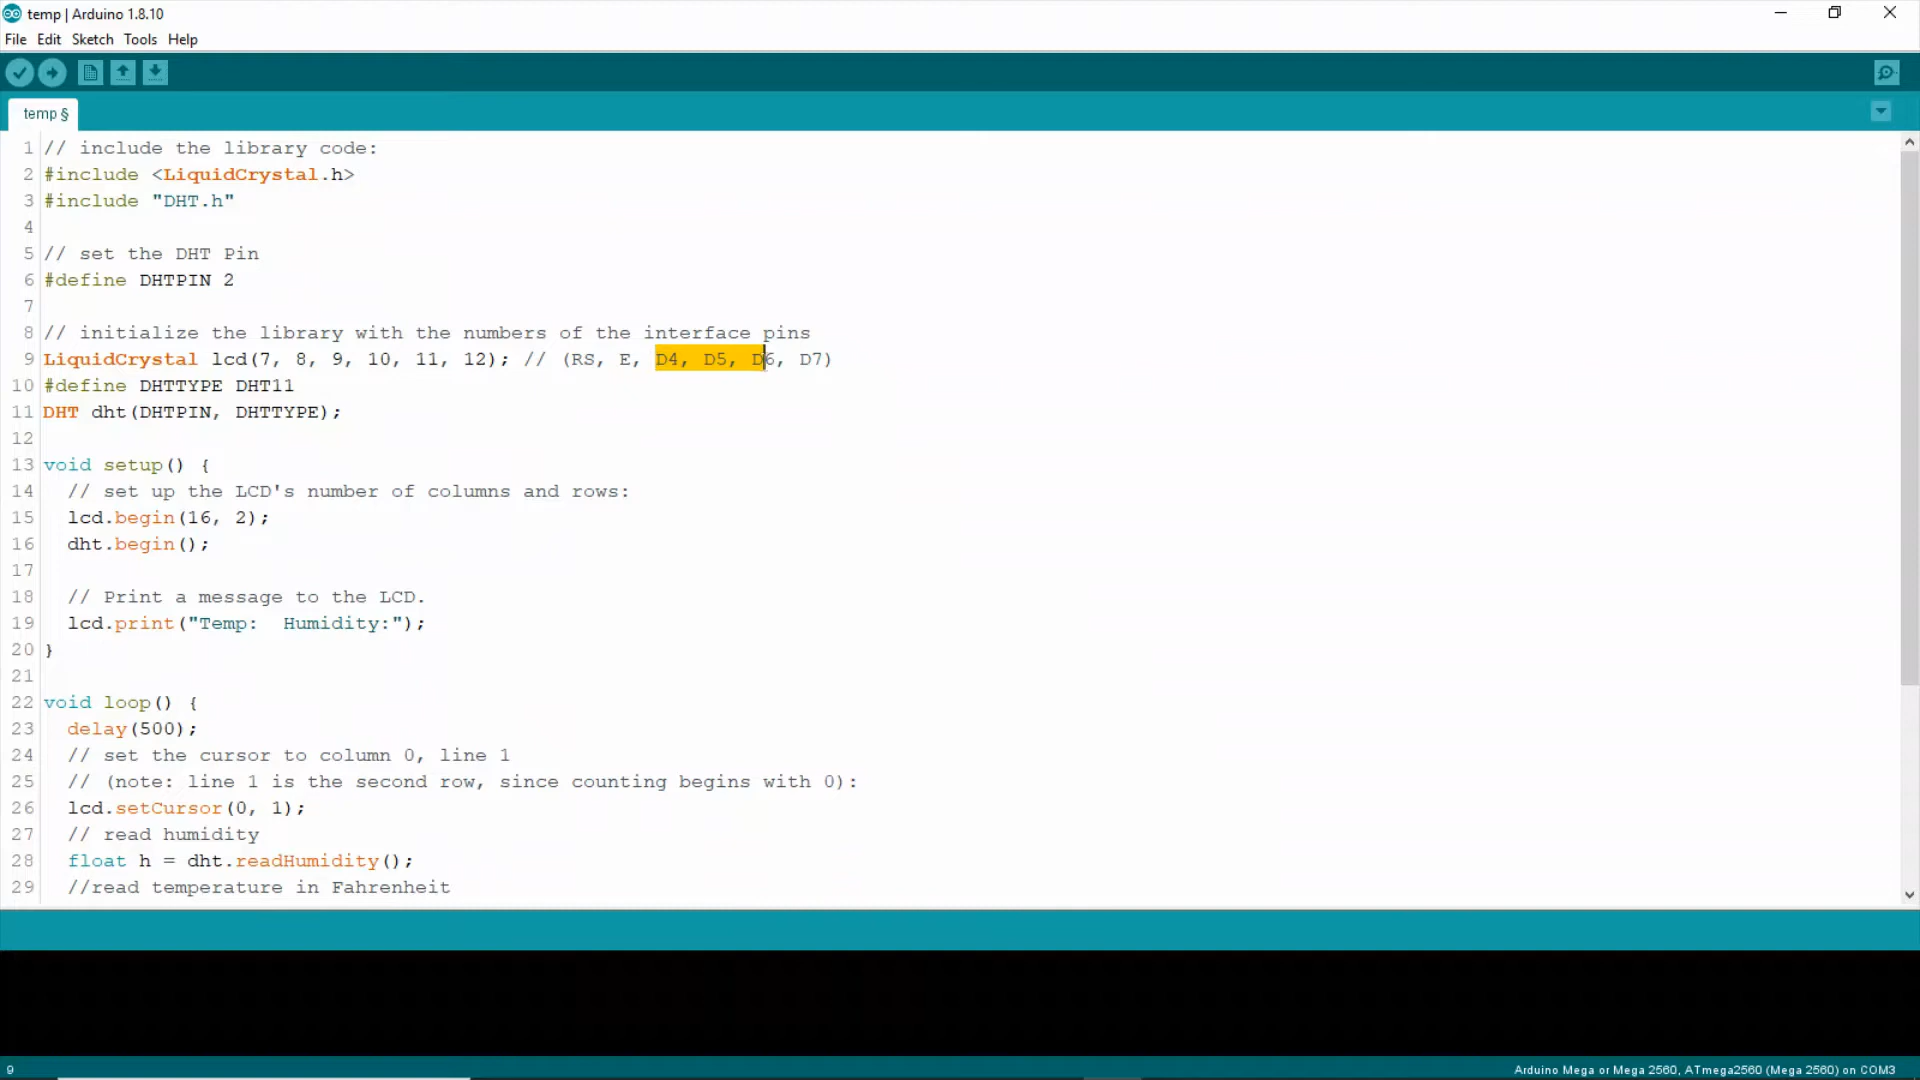 temp | Arduino 1.8.10
File Edit Sketch Tools Help
temp §
1 // include the library code:
2 #include <LiquidCrystal.h>
3 #include "DHT.h"
4
5 // set the DHT Pin
6 #define DHTPIN 2
7
8 // initialize the library with the numbers of the interface pins
9 LiquidCrystal lcd(7, 8, 9, 10, 11, 12); // (RS, E, D4, D5, D6, D7)
10 #define DHTTYPE DHT11
11 DHT dht(DHTPIN, DHTTYPE);
12
13 void setup() {
14   // set up the LCD's number of columns and rows:
15   lcd.begin(16, 2);
16   dht.begin();
17
18   // Print a message to the LCD.
19   lcd.print("Temp:  Humidity:");
20 }
21
22 void loop() {
23   delay(500);
24   // set the cursor to column 0, line 1
25   // (note: line 1 is the second row, since counting begins with 0):
26   lcd.setCursor(0, 1);
27   // read humidity
28   float h = dht.readHumidity();
29   //read temperature in Fahrenheit
9 Arduino Mega or Mega 2560, ATmega2560 (Mega 2560) on COM3